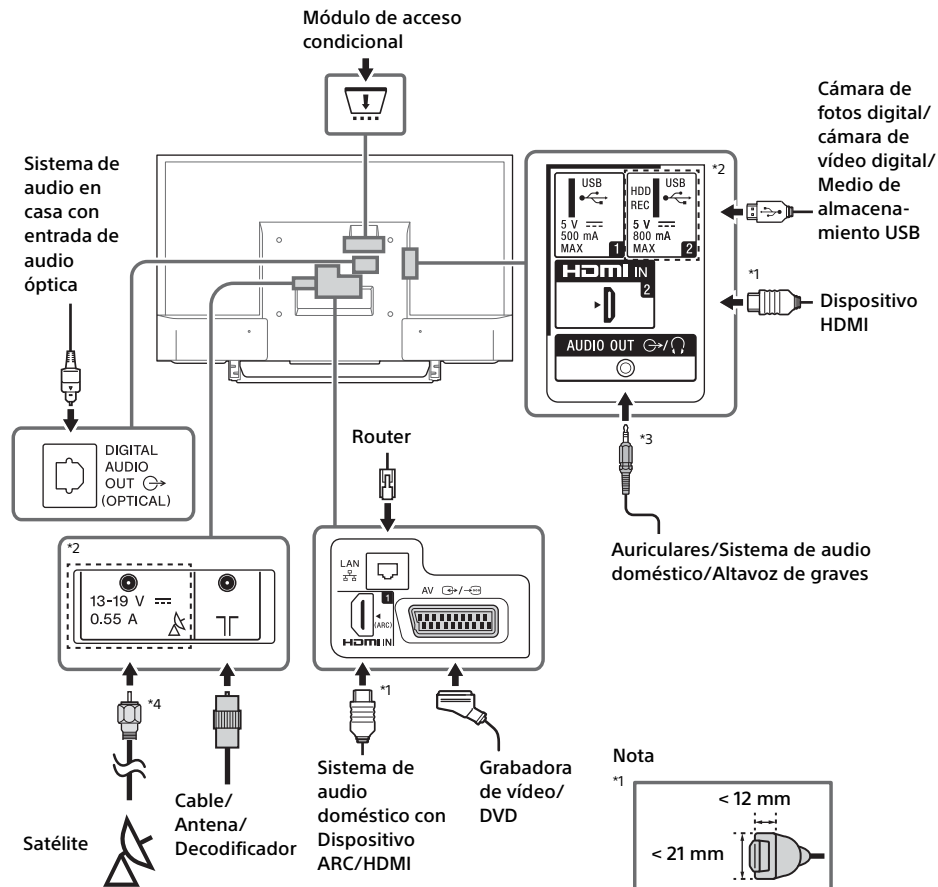 Módulo de acceso
condicional
Sistema de
audio en
casa con
entrada de
audio
óptica
Cámara de
fotos digital/
cámara de
vídeo digital/
Medio de
almacena-
miento USB
*2
USB
5 V
500 mA
MAX
1
HDD
REC
USB
5 V
800 mA
MAX
2
HDMI IN
2
*1
Dispositivo
HDMI
AUDIO OUT
*3
Auriculares/Sistema de audio
doméstico/Altavoz de graves
DIGITAL
AUDIO
OUT
(OPTICAL)
Router
*2
13-19 V
0.55 A
LAN
1
(ARC)
HDMI IN
AV
*4
*1
Satélite
Cable/
Antena/
Decodificador
Sistema de
audio
doméstico con
Dispositivo
ARC/HDMI
Grabadora
de vídeo/
DVD
Nota
*1
< 12 mm
< 21 mm